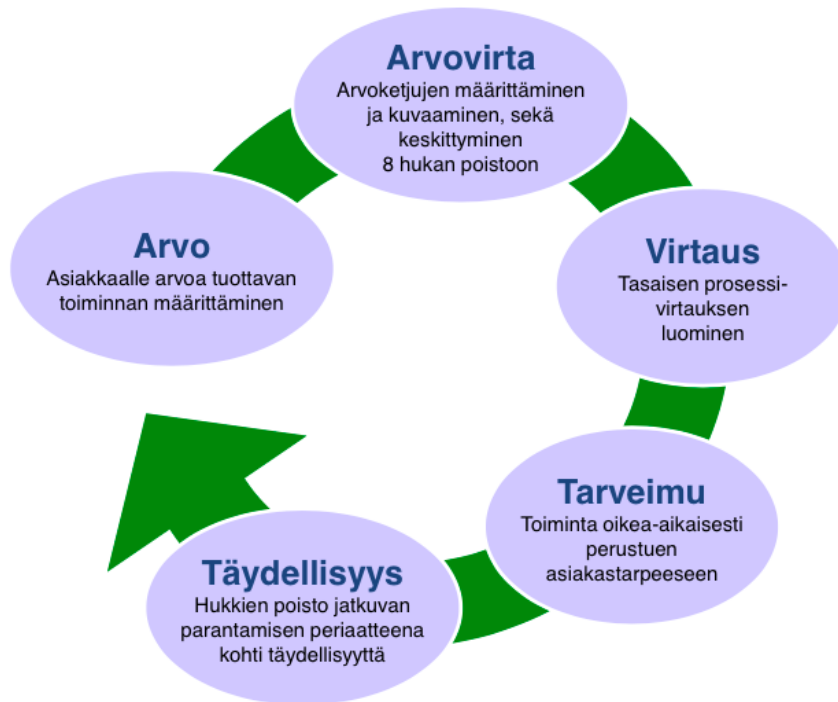 Arvovirta
Arvoketjujen määrittäminen
ja kuvaaminen, sekä
keskittyminen
8 hukan poistoon
Arvo
Asiakkaalle arvoa tuottavan
toiminnan määrittäminen
Virtaus
Tasaisen prosessi-
virtauksen
luominen
Tarveimu
Toiminta oikea-aikaisesti
perustuen
asiakastarpeeseen
Täydellisyys
Hukkien poisto jatkuvan
parantamisen periaatteena
kohti täydellisyyttä